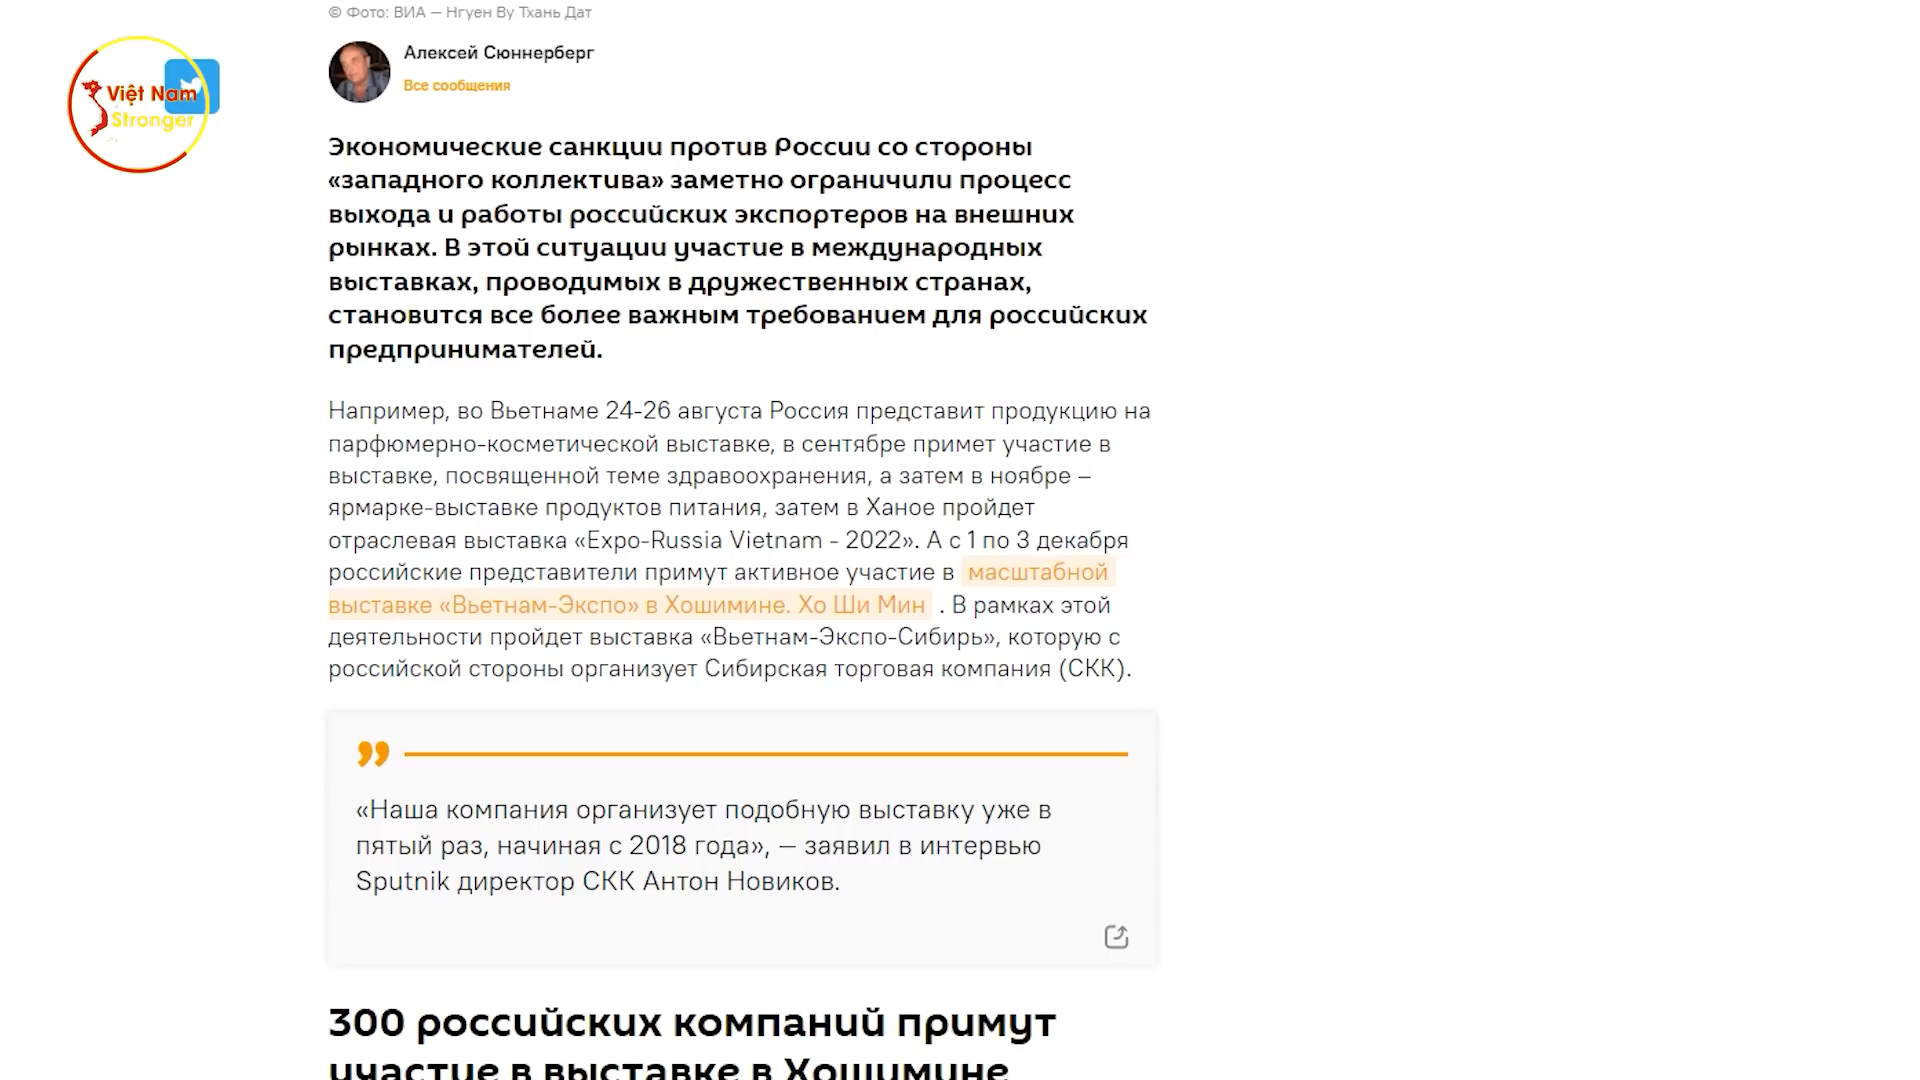 © Фото: ВИА — Нгуен Ву Тхань Дат
Алексей Сюннерберг
Все сообщения
Việt Nam
Stronger
Экономические санкции против России со стороны
«западного коллектива» заметно ограничили процесс
выхода и работы российских экспортеров на внешних
рынках. В этой ситуации участие в международных
выставках, проводимых в дружественных странах,
становится все более важным требованием для российских
предпринимателей.
Например, во Вьетнаме 24-26 августа Россия представит продукцию на
парфюмерно-косметической выставке, в сентябре примет участие в
выставке, посвященной теме здравоохранения, а затем в ноябре –
ярмарке-выставке продуктов питания, затем в Ханое пройдет
отраслевая выставка «Expo-Russia Vietnam - 2022». А с 1 по 3 декабря
российские представители примут активное участие в масштабной
выставке «Вьетнам-Экспо» в Хошимине. Хо Ши Мин . В рамках этой
деятельности пройдет выставка «Вьетнам-Экспо-Сибирь», которую с
российской стороны организует Сибирская торговая компания (СКК).
«Наша компания организует подобную выставку уже в
пятый раз, начиная с 2018 года», — заявил в интервью
Sputnik директор СКК Антон Новиков.
300 российских компаний примут
участие в выставке в Хошимине